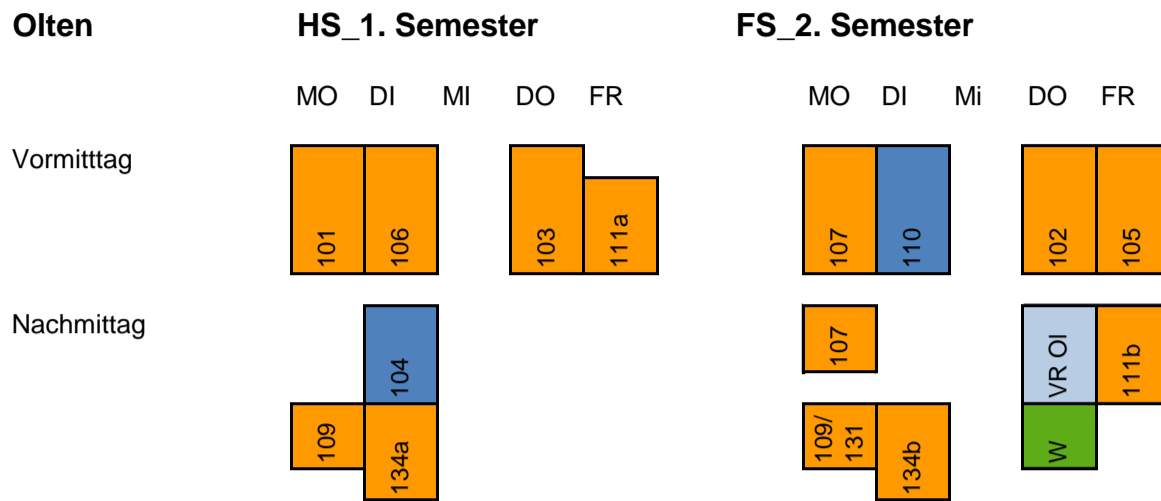 Olten HS_1. Semester FS_2. Semester
MO DI MI DO FR MO DI Mi DO FR
Vormitttag
101 106 103 111a 107 110 102 105
Nachmittag
104 107 VR OI 111b
109 134a 109/
131 134b W